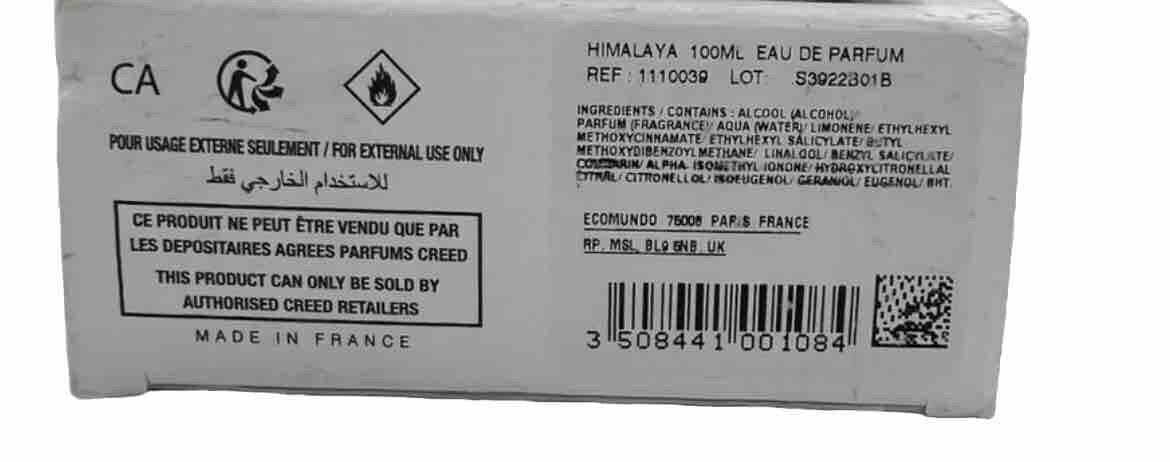 CA
POUR USAGE EXTERNE SEULEMENT / FOR EXTERNAL USE ONLY
للاستخدام الخارجي فقط
CE PRODUIT NE PEUT ÊTRE VENDU QUE PAR
LES DEPOSITAIRES AGREES PARFUMS CREED
THIS PRODUCT CAN ONLY BE SOLD BY
AUTHORISED CREED RETAILERS
MADE IN FRANCE
HIMALAYA 100ML EAU DE PARFUM
REF : 1110039 LOT: S3922B01B
INGREDIENTS / CONTAINS : ALCOOL (ALCOHOL)/
PARFUM (FRAGRANCE)/ AQUA (WATER)/ LIMONENE/ ETHYLHEXYL
METHOXYCINNAMATE/ ETHYLHEXYL SALICYLATE/ BUTYL
METHOXYDIBENZOYLMETHANE/ LINALOOL/ BENZYL SALICYLATE/
COUMARIN/ ALPHA-ISOMETHYL IONONE/ HYDROXYCITRONELLAL
CITRAL/ CITRONELLOL/ ISOEUGENOL/ GERANIOL/ EUGENOL/ BHT.
ECOMUNDO 75008 PARIS FRANCE
RP. MSL, BL9 6NB. UK
3 508441 001084